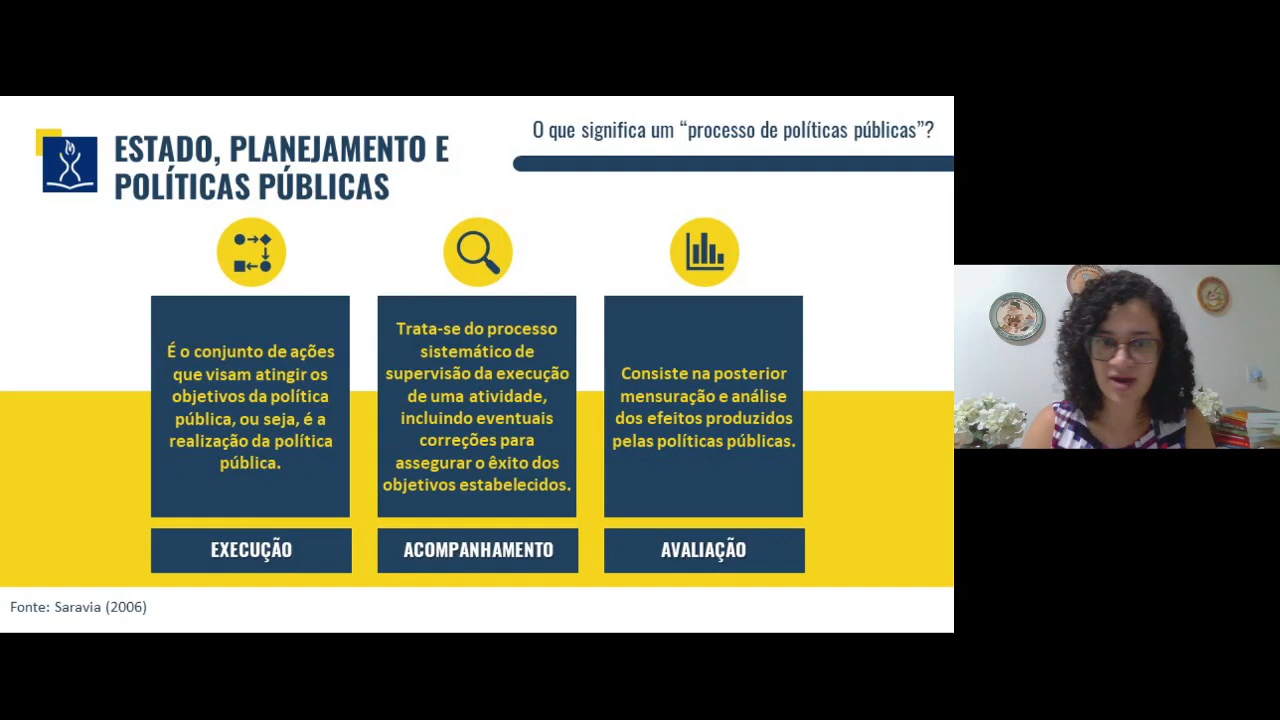 O que significa um “processo de políticas públicas”?
ESTADO, PLANEJAMENTO E
POLÍTICAS PÚBLICAS
É o conjunto de ações
que visam atingir os
objetivos da política
pública, ou seja, é a
realização da política
pública.
EXECUÇÃO
Trata-se do processo
sistemático de
supervisão da execução
de uma atividade,
incluindo eventuais
correções para
assegurar o êxito dos
objetivos estabelecidos.
ACOMPANHAMENTO
Consiste na posterior
mensuração e análise
dos efeitos produzidos
pelas políticas públicas.
AVALIAÇÃO
Fonte: Saravia (2006)